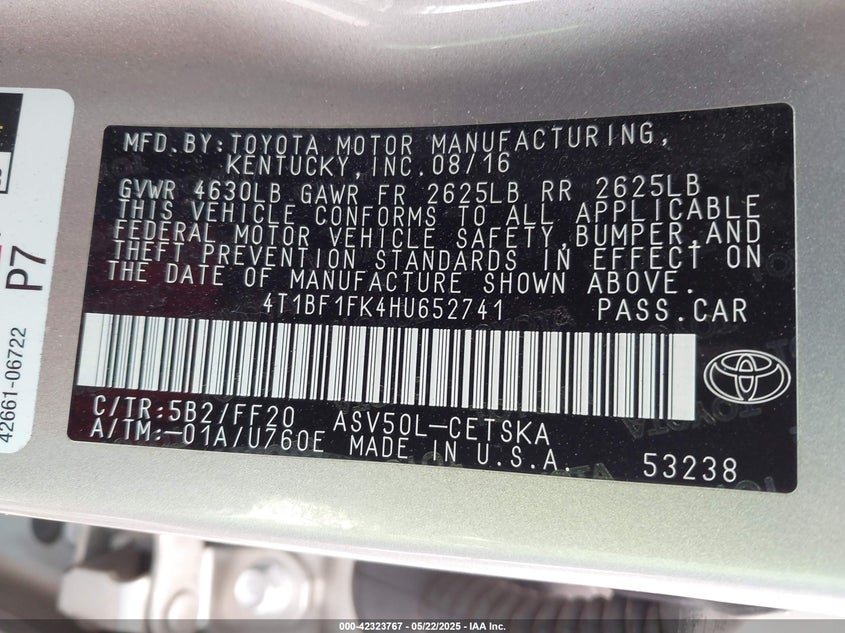 MFD.BY:TOYOTA MOTOR MANUFACTURING,
KENTUCKY,INC.08/16
GVWR 4630LB GAWR FR 2625LB RR 2625LB
THIS VEHICLE CONFORMS TO ALL APPLICABLE
FEDERAL MOTOR VEHICLE SAFETY,BUMPER,AND
THEFT PREVENTION STANDARDS IN EFFECT ON
THE DATE OF MANUFACTURE SHOWN ABOVE.
4T1BF1FK4HU652741 PASS.CAR
C/TR:5B2/FF20 ASV50L-CETSKA
A/TM:-01A/U760E MADE IN U.S.A. 53238
P7
42661-06722
000-42323767 - 05/22/2025 - IAA Inc.